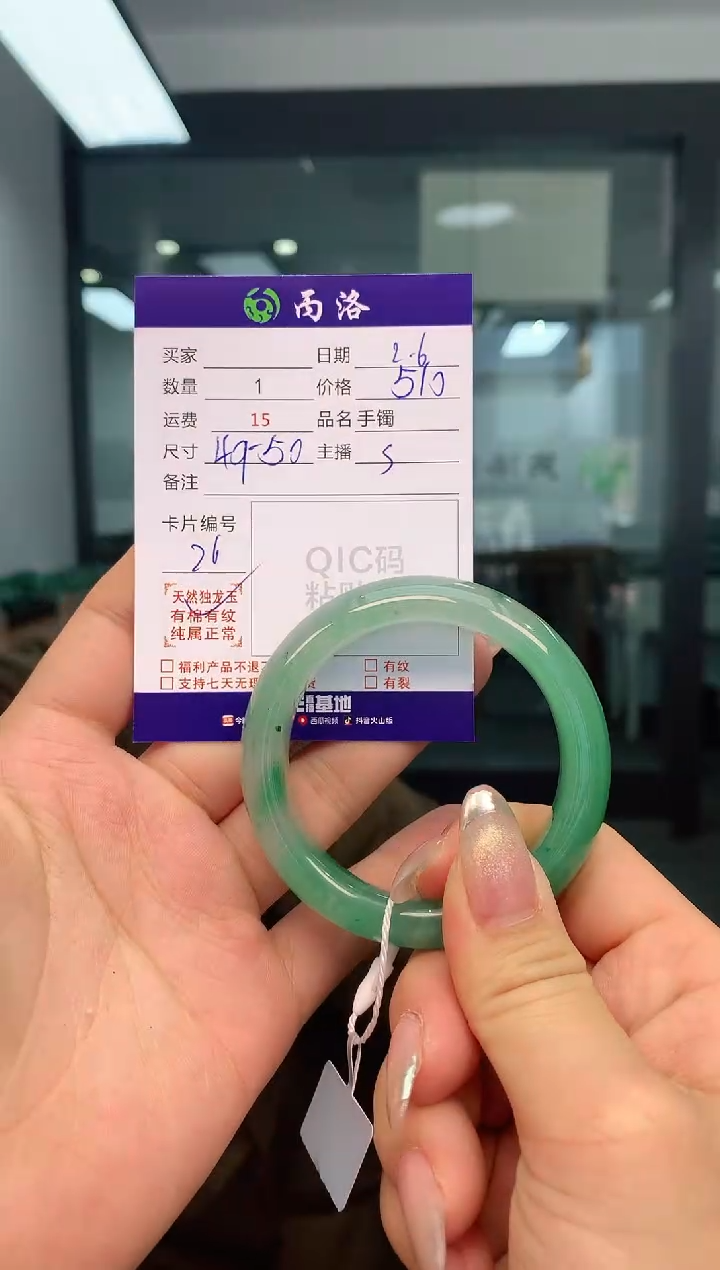 丙洛
买家 日期 2.6
数量 1 价格 510
运费 15 品名 手镯
尺寸 49-50 主播 S
备注
卡片编号
26
QIC码
天然独龙玉
有棉有纹
纯属正常
福利产品不退 有纹
支持七天无理 有裂
基地
西瓜视频 抖音火山版